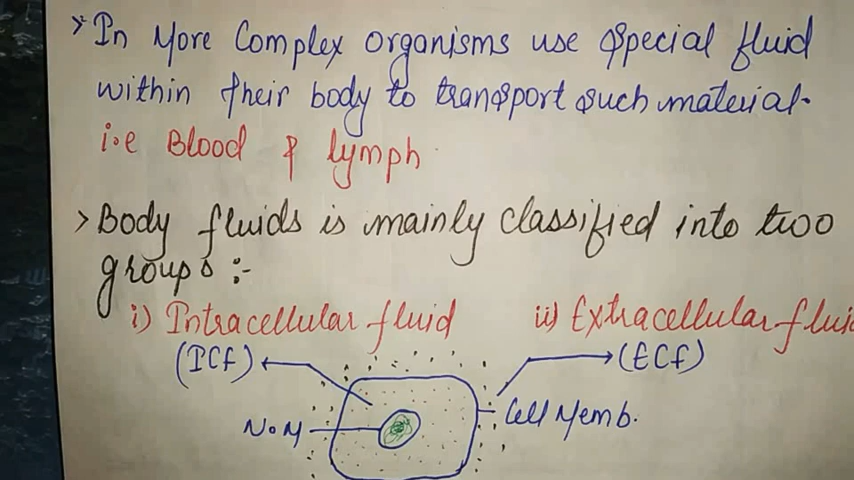 > In More Complex organisms use special fluid
within their body to transport such material.
i.e Blood & lymph.
> Body fluids is mainly classified into two
groups :-
i) Intracellular fluid ii) Extracellular fluid
(ICf) (ECf)
N.M Cell Memb.